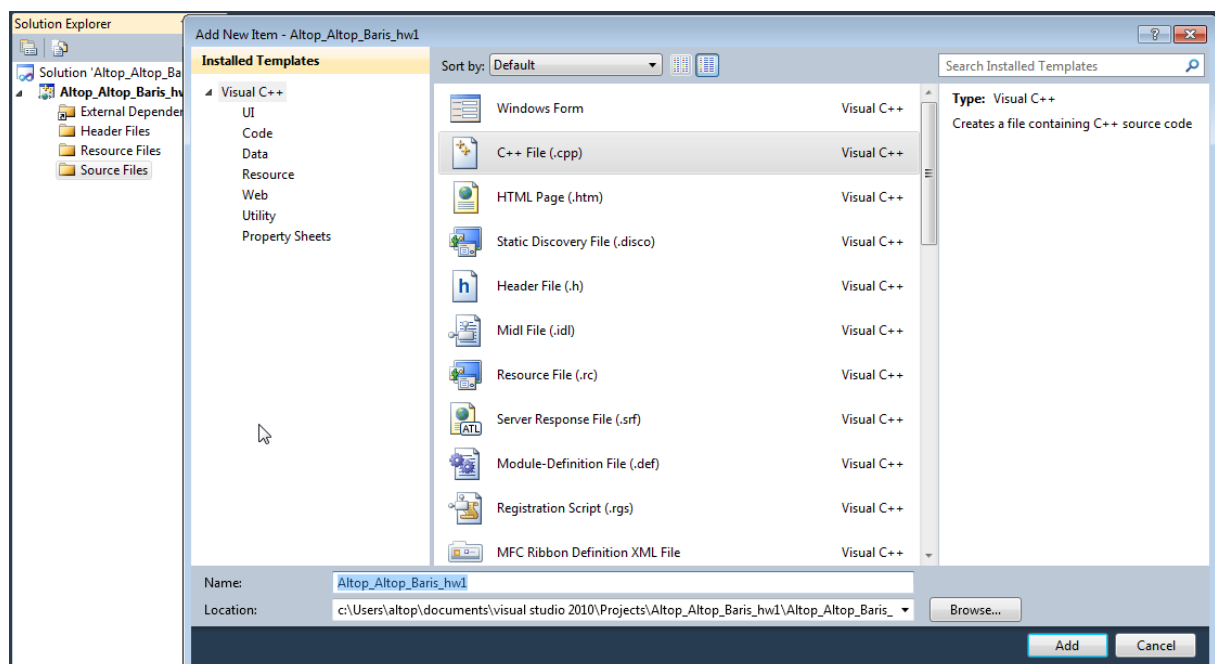 Solution Explorer
Solution 'Altop_Altop_Ba
Altop_Altop_Baris_hw
External Depender
Header Files
Resource Files
Source Files
Add New Item - Altop_Altop_Baris_hw1
Installed Templates
Visual C++
UI
Code
Data
Resource
Web
Utility
Property Sheets
Sort by: Default
Search Installed Templates
Windows Form Visual C++
C++ File (.cpp) Visual C++
HTML Page (.htm) Visual C++
Static Discovery File (.disco) Visual C++
h
Header File (.h) Visual C++
Midl File (.idl) Visual C++
Resource File (.rc) Visual C++
ATL
Server Response File (.srf) Visual C++
Module-Definition File (.def) Visual C++
Registration Script (.rgs) Visual C++
MFC Ribbon Definition XML File Visual C++
Type: Visual C++
Creates a file containing C++ source code
Name: Altop_Altop_Baris_hw1
Location: c:\Users\altop\documents\visual studio 2010\Projects\Altop_Altop_Baris_hw1\Altop_Altop_Baris_
Browse...
Add Cancel